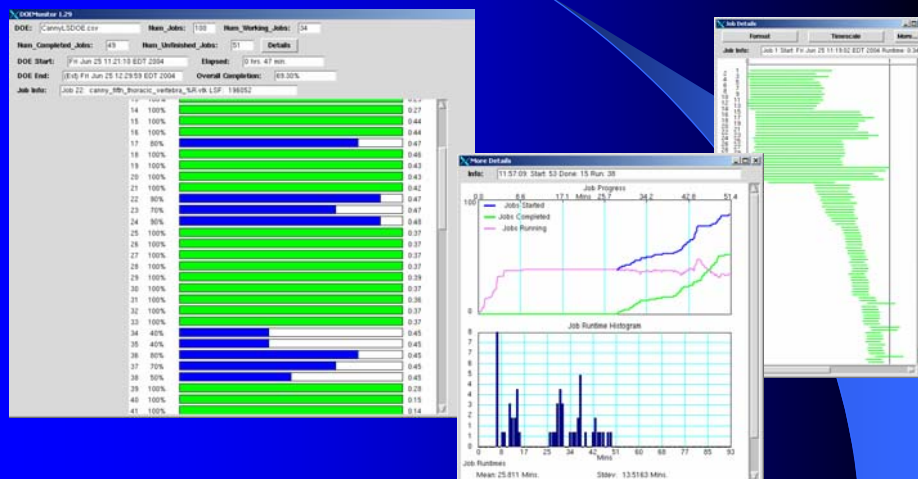 DOEMonitor 1.29
DOE: CannyLSDOE.csv Num_Jobs: 100 Num_Working_Jobs: 34
Num_Completed_Jobs: 49 Num_Unfinished_Jobs: 51 Details
DOE Start: Fri Jun 25 11:21:10 EDT 2004 Elapsed: 0 hrs. 47 min.
DOE End: (Est) Fri Jun 25 12:29:59 EDT 2004 Overall Completion: 69.00%
Job Info: Job 22: canny_fifth_thoracic_vertebra_%R.vtk LSF: 196052
14 100% 0.27
15 100% 0.44
16 100% 0.44
17 80% 0.47
18 100% 0.46
19 100% 0.43
20 100% 0.43
21 100% 0.42
22 90% 0.47
23 70% 0.47
24 90% 0.48
25 100% 0.37
26 100% 0.37
27 100% 0.37
28 100% 0.37
29 100% 0.39
30 100% 0.37
31 100% 0.36
32 100% 0.37
33 100% 0.37
34 40% 0.45
35 40% 0.45
36 80% 0.45
37 70% 0.45
38 50% 0.45
39 100% 0.28
40 100% 0.15
41 100% 0.14
More Details
Info: 11:57:09 Start: 53 Done: 15 Run: 38
Job Progress
0.0 8.6 17.1 Mins. 25.7 34.2 42.8 51.4
100
Jobs Started
Jobs Completed
Jobs Running
0
Job Runtime Histogram
0 8 17 25 34 42 51 60 68 77 85 93
Mins.
Job Runtimes
Mean: 25.811 Mins. Stdev: 13.5163 Mins.
Job Details
Format Timescale More...
Job Info: Job 1 Start: Fri Jun 25 11:19:02 EDT 2004 Runtime: 0.34
0 1